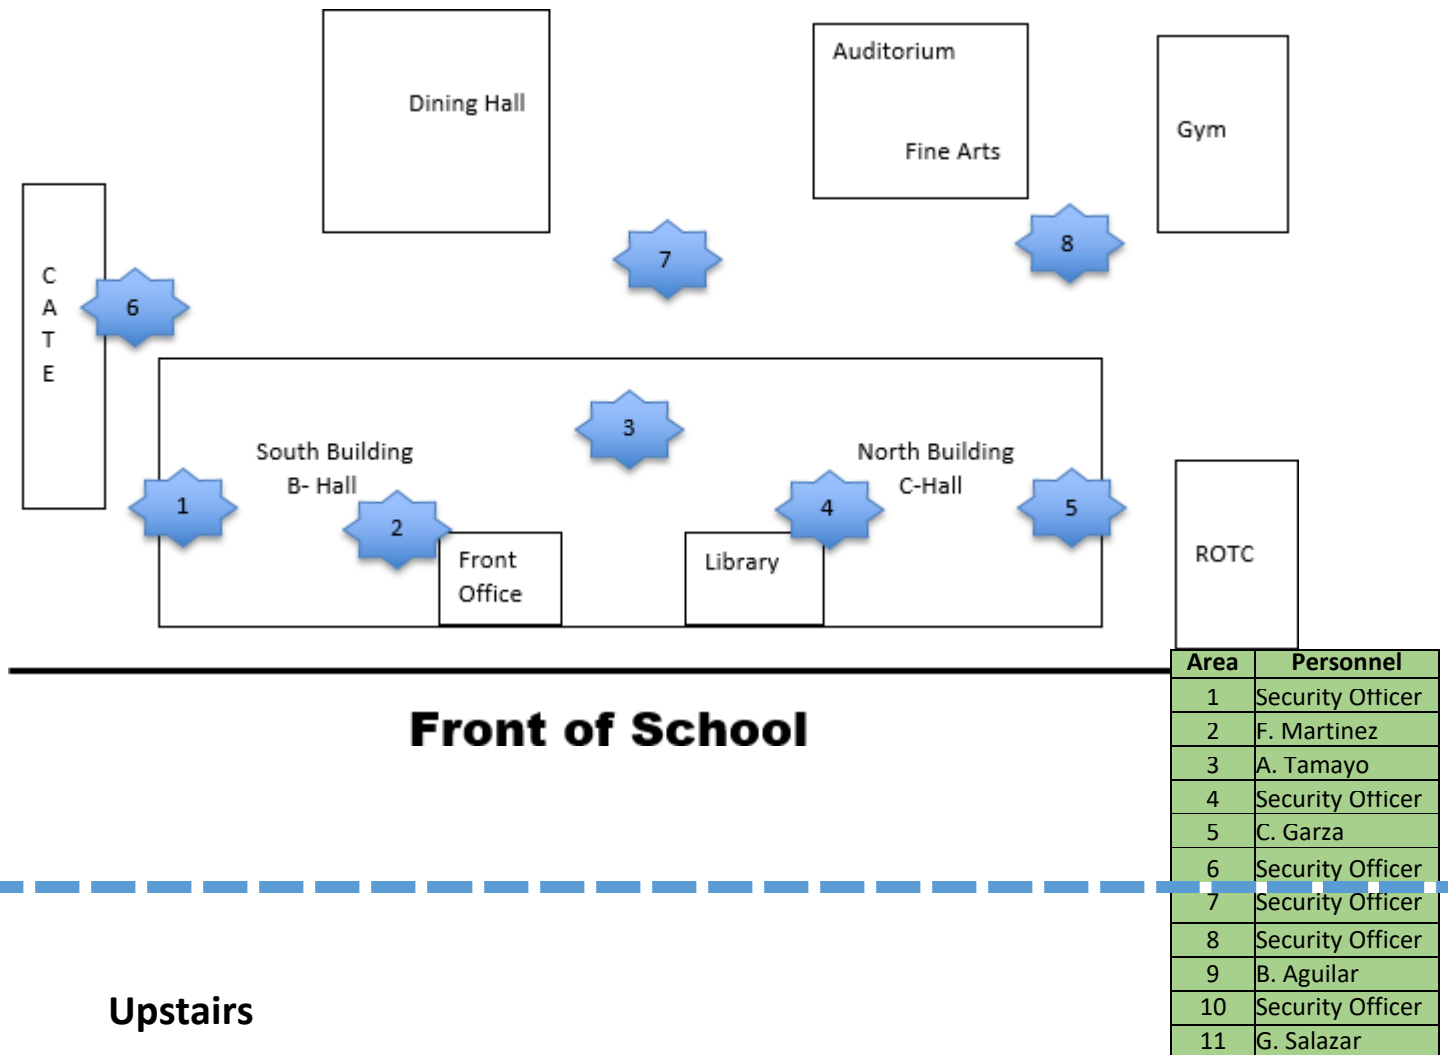 Dining Hall
Auditorium
Fine Arts
Gym
C
A
T
E
6
7
8
South Building
B- Hall
3
North Building
C-Hall
1
2
4
5
Front
Office
Library
ROTC
Front of School
Area Personnel
1 Security Officer
2 F. Martinez
3 A. Tamayo
4 Security Officer
5 C. Garza
6 Security Officer
7 Security Officer
8 Security Officer
9 B. Aguilar
10 Security Officer
11 G. Salazar
Upstairs